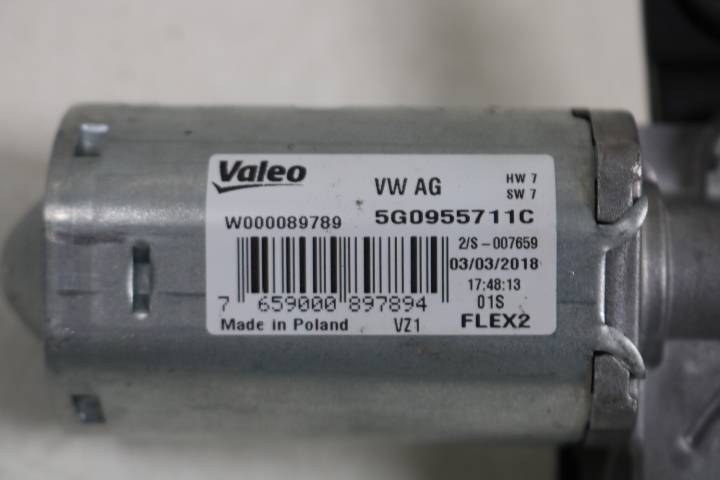 Valeo
VW AG
HW 7
SW 7
W000089789
5G0955711C
2/S-007659
03/03/2018
17:48:13
7 659000 897894
01S
Made in Poland
VZ1
FLEX2